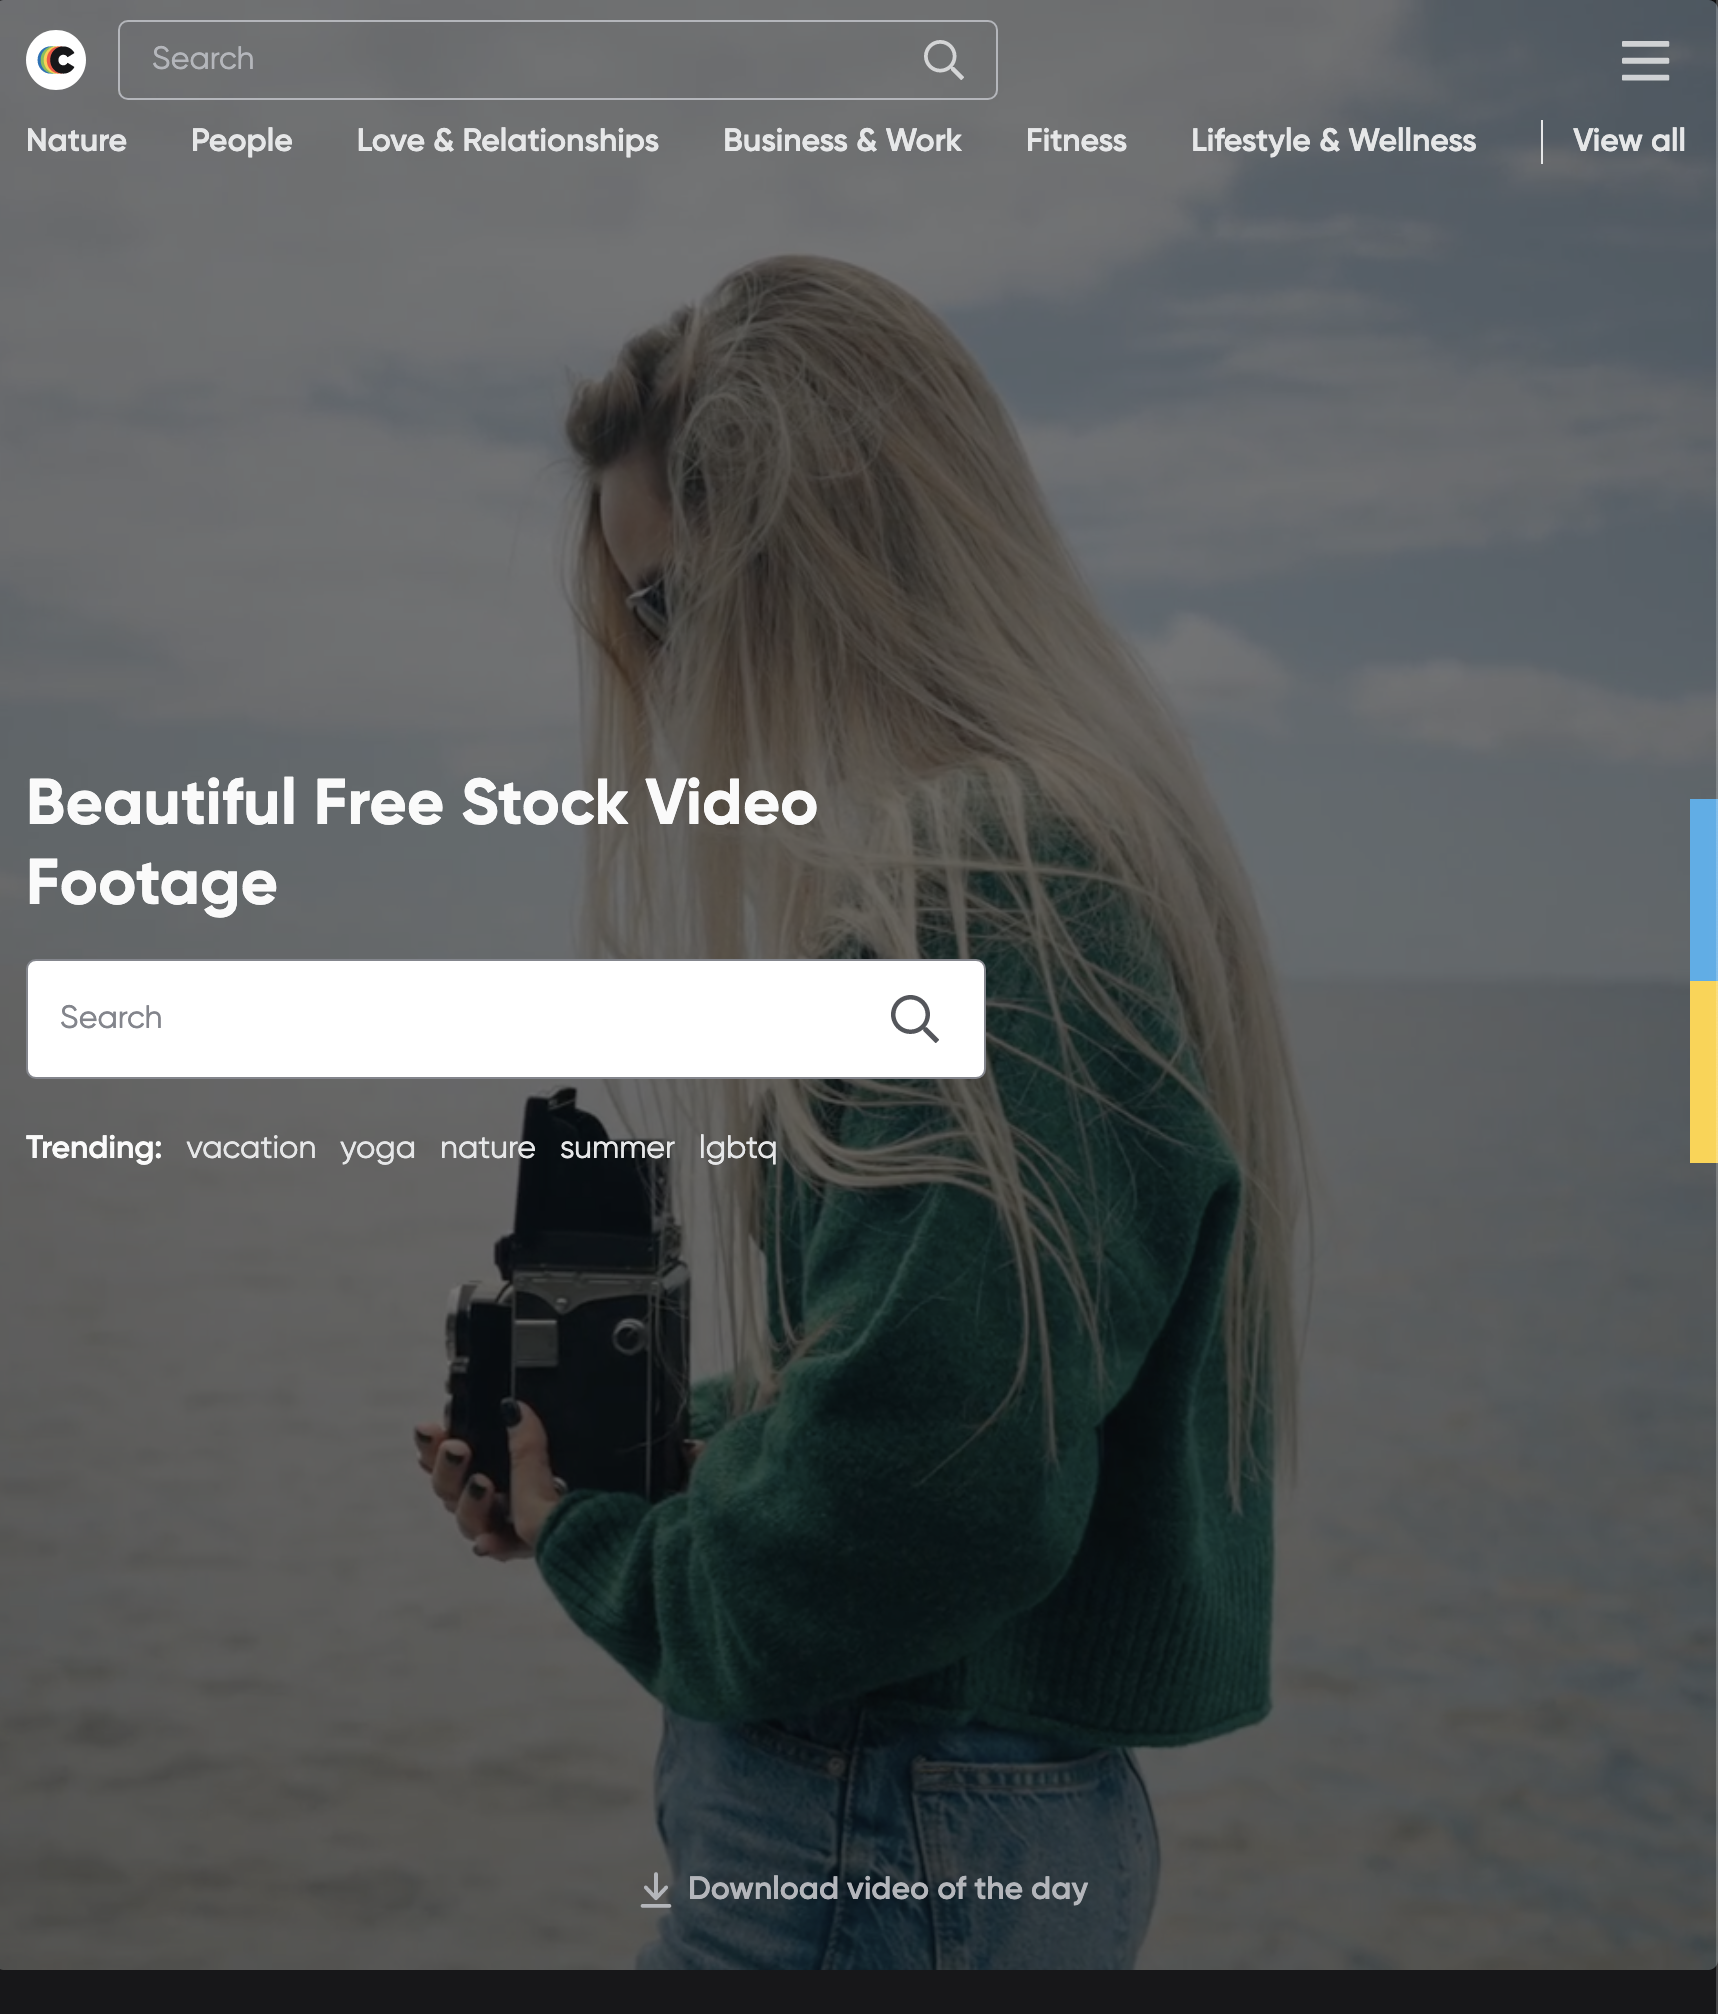 C
Search
Nature People Love & Relationships Business & Work Fitness Lifestyle & Wellness View all
Beautiful Free Stock Video
Footage
Search
Trending: vacation yoga nature summer lgbtq
Download video of the day